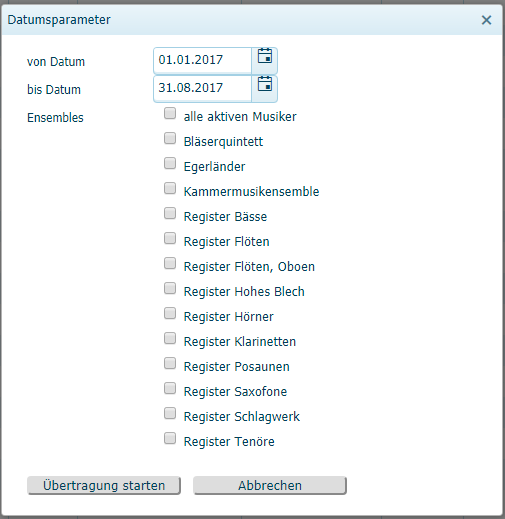 Datumsparameter
von Datum 01.01.2017
bis Datum 31.08.2017
Ensembles alle aktiven Musiker
Bläserquintett
Egerländer
Kammermusikensemble
Register Bässe
Register Flöten
Register Flöten, Oboen
Register Hohes Blech
Register Hörner
Register Klarinetten
Register Posaunen
Register Saxofone
Register Schlagwerk
Register Tenöre
Übertragung starten Abbrechen